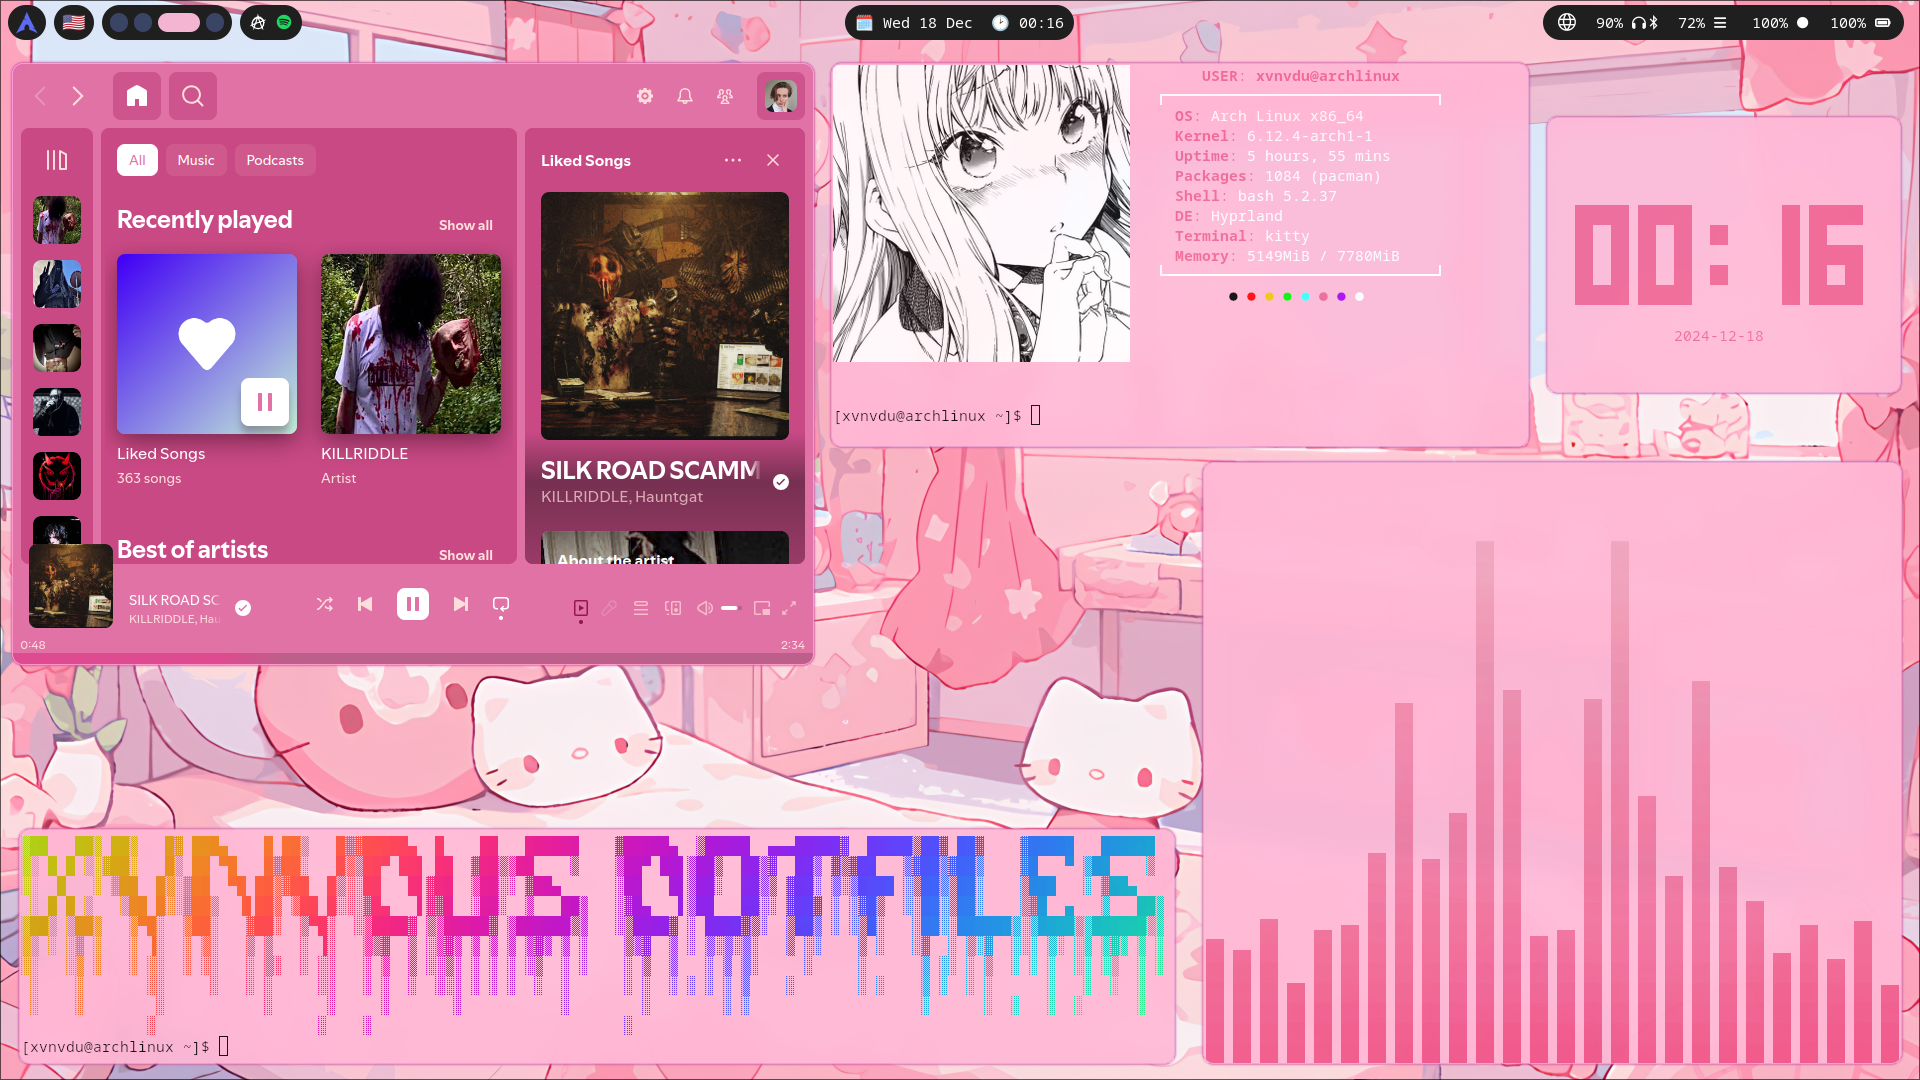 Wed 18 Dec 00:16
90% 72% 100% 100%
All Music Podcasts
Recently played
Show all
Liked Songs
363 songs
KILLRIDDLE
Artist
Best of artists
Show all
Liked Songs
SILK ROAD SCAMM
KILLRIDDLE, Hauntgat
About the artist
SILK ROAD SC
KILLRIDDLE, Hau
0:48
2:34
USER: xvnvdu@archlinux
OS: Arch Linux x86_64
Kernel: 6.12.4-arch1-1
Uptime: 5 hours, 55 mins
Packages: 1084 (pacman)
Shell: bash 5.2.37
DE: Hyprland
Terminal: kitty
Memory: 5149MiB / 7780MiB
[xvnvdu@archlinux ~]$
00:16
2024-12-18
XVNVDUS DOTFILES
[xvnvdu@archlinux ~]$